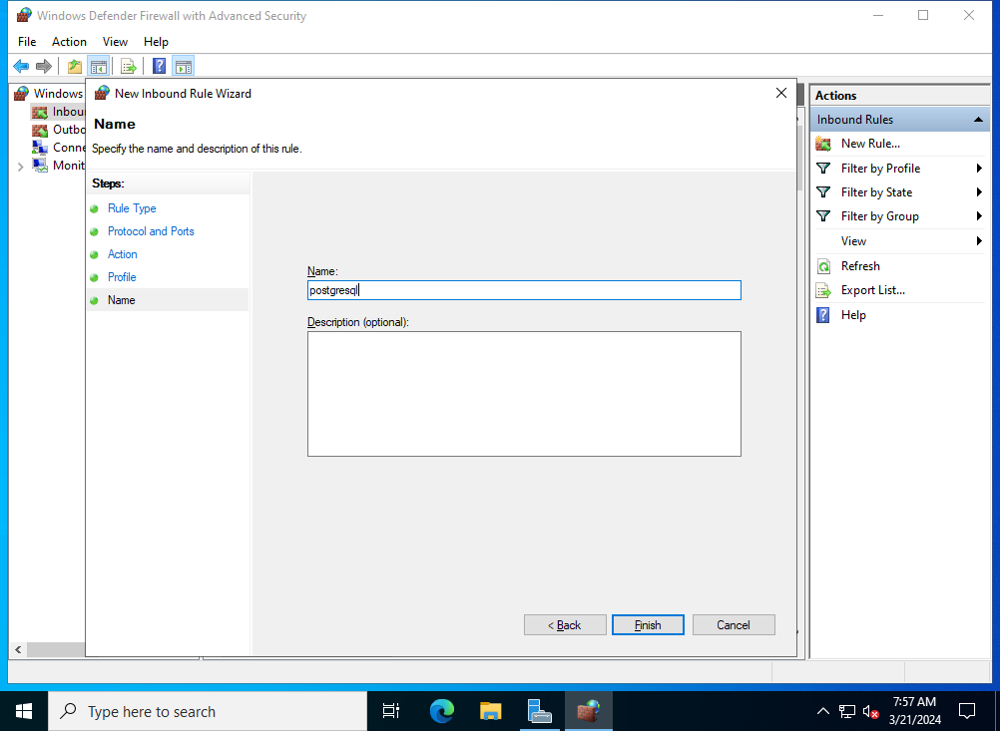 Windows Defender Firewall with Advanced Security
File Action View Help
Windows
Inbou
Outbo
Conne
Monit
New Inbound Rule Wizard
Name
Specify the name and description of this rule.
Steps:
Rule Type
Protocol and Ports
Action
Profile
Name
Name:
postgresql
Description (optional):
< Back Finish Cancel
Actions
Inbound Rules
New Rule...
Filter by Profile
Filter by State
Filter by Group
View
Refresh
Export List...
Help
Type here to search
7:57 AM
3/21/2024